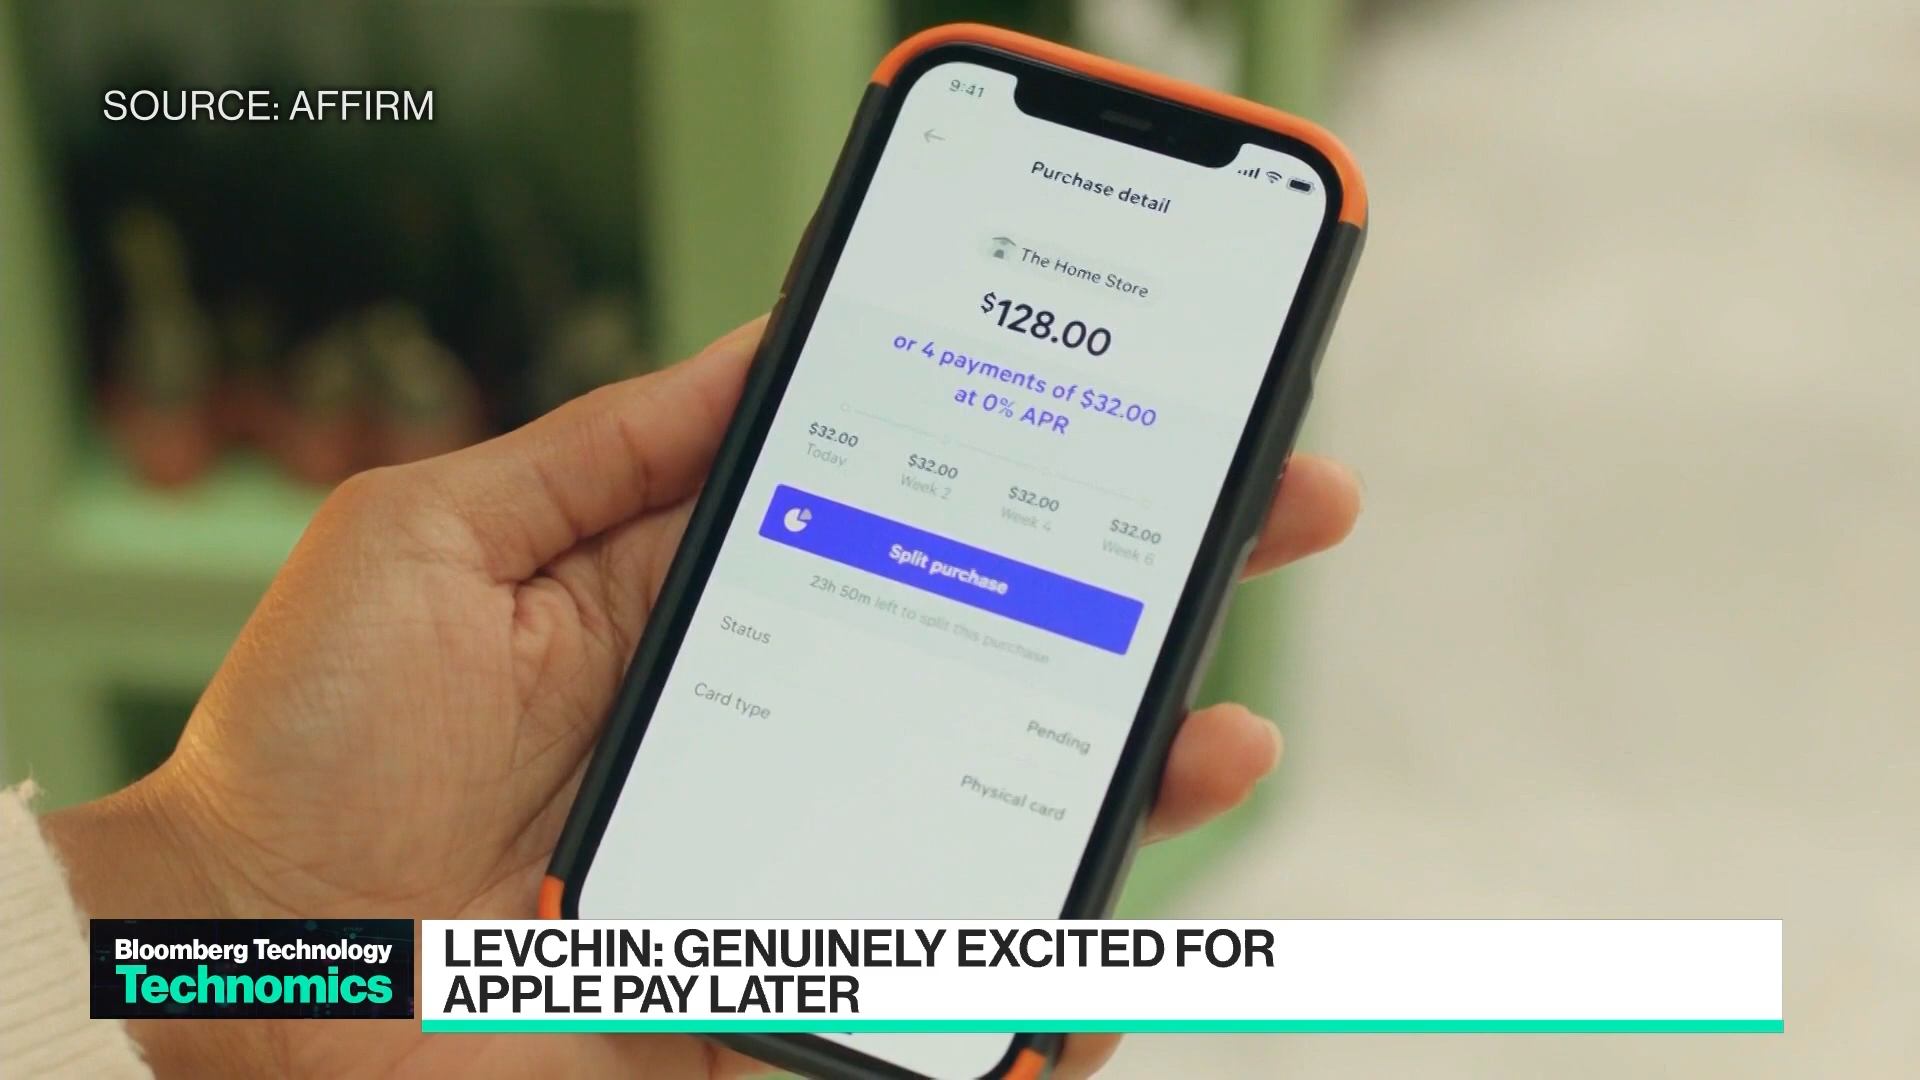 SOURCE: AFFIRM
9:41
Purchase detail
The Home Store
$128.00
or 4 payments of $32.00
at 0% APR
$32.00
Today
$32.00
Week 2
$32.00
Week 4
$32.00
Week 6
Split purchase
23h 50m left to split this purchase
Status
Pending
Card type
Physical card
Bloomberg Technology
Technomics
LEVCHIN: GENUINELY EXCITED FOR
APPLE PAY LATER